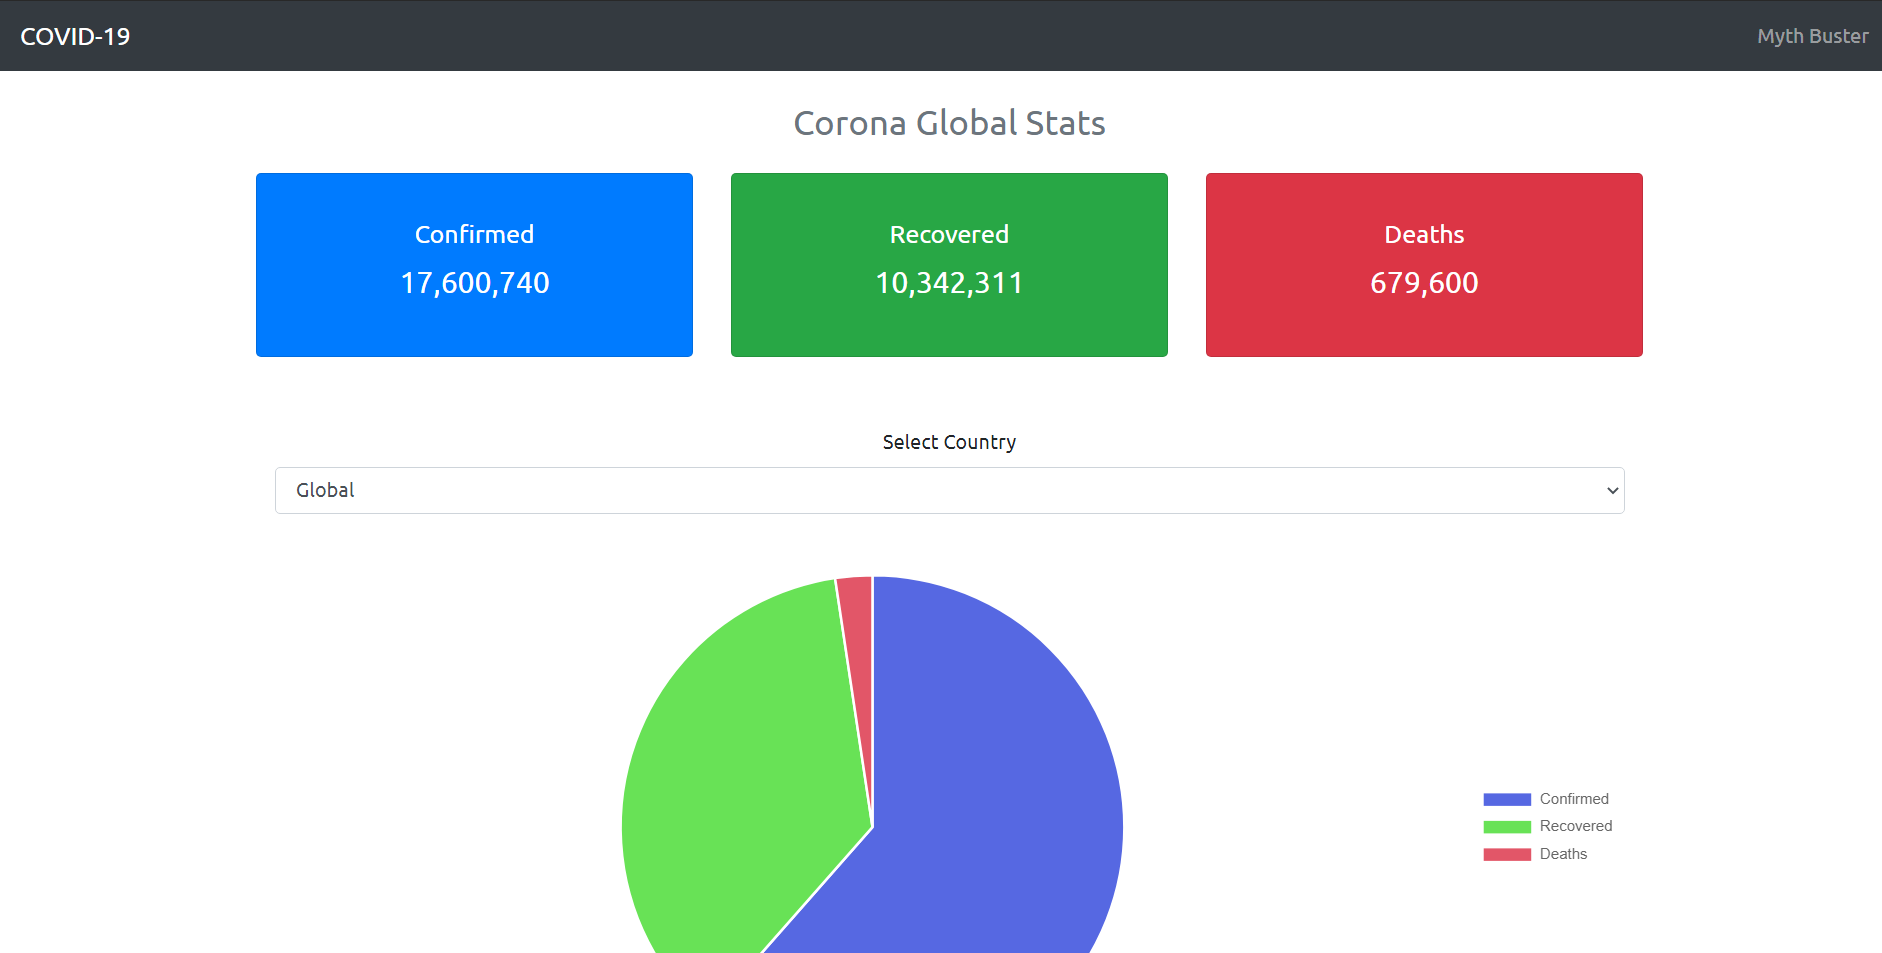 COVID-19
Myth Buster
Corona Global Stats
Confirmed
17,600,740
Recovered
10,342,311
Deaths
679,600
Select Country
Global
Confirmed
Recovered
Deaths